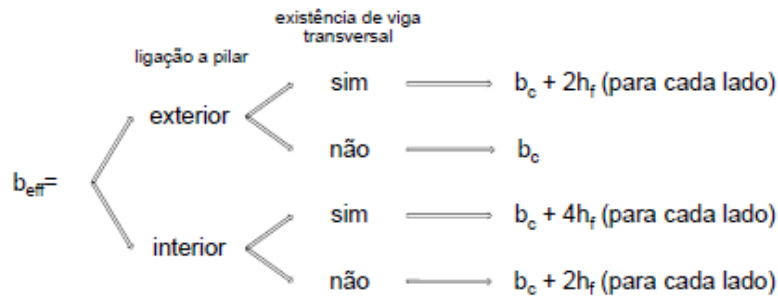 existência de viga
transversal
ligação a pilar
sim
b_c + 2h_f (para cada lado)
exterior
não
b_c
b_eff=
sim
b_c + 4h_f (para cada lado)
interior
não
b_c + 2h_f (para cada lado)